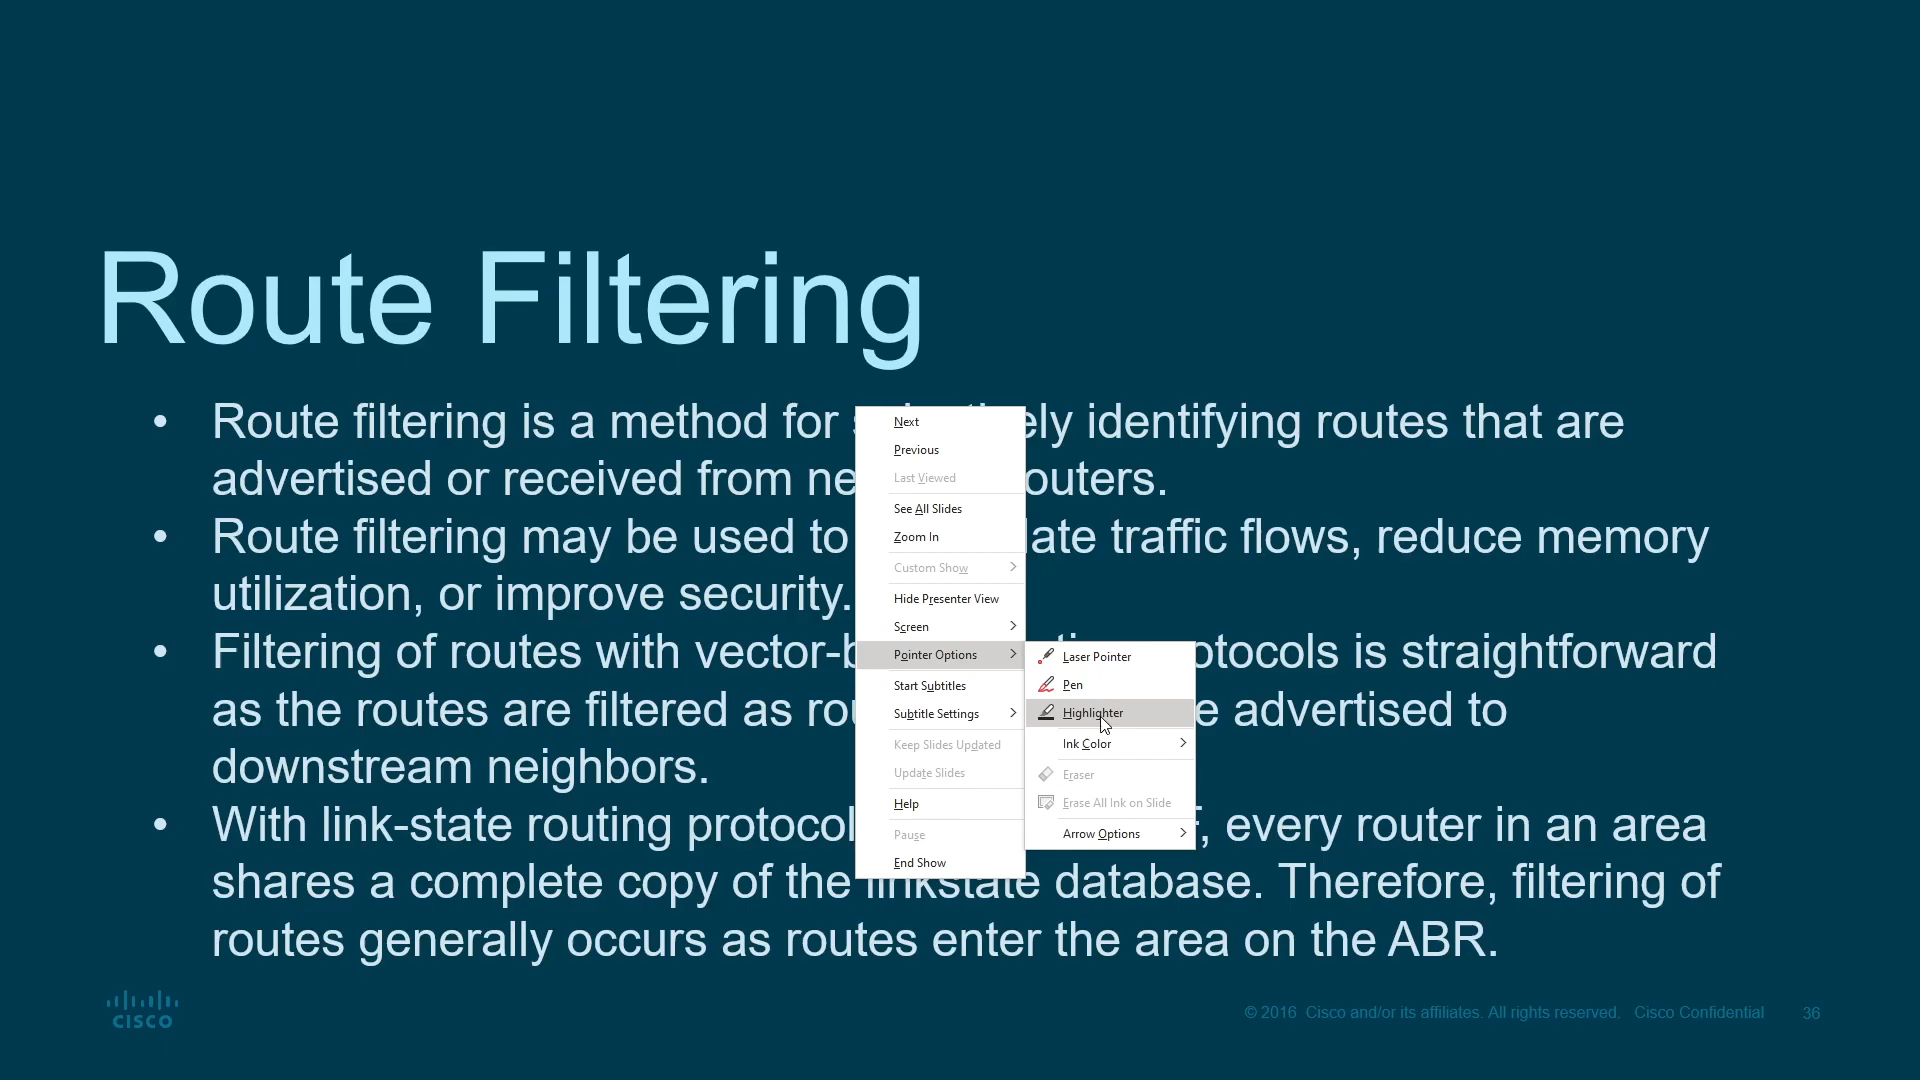 Route Filtering
• Route filtering is a method for ely identifying routes that are
advertised or received from ne outers.
• Route filtering may be used to late traffic flows, reduce memory
utilization, or improve security.
• Filtering of routes with vector-b otocols is straightforward
as the routes are filtered as rou e advertised to
downstream neighbors.
• With link-state routing protocol , every router in an area
shares a complete copy of the linkstate database. Therefore, filtering of
routes generally occurs as routes enter the area on the ABR.
Next
Previous
Last Viewed
See All Slides
Zoom In
Custom Show
Hide Presenter View
Screen
Pointer Options
Start Subtitles
Subtitle Settings
Keep Slides Updated
Update Slides
Help
Pause
End Show
Laser Pointer
Pen
Highlighter
Ink Color
Eraser
Erase All Ink on Slide
Arrow Options
CISCO
© 2016 Cisco and/or its affiliates. All rights reserved. Cisco Confidential 36